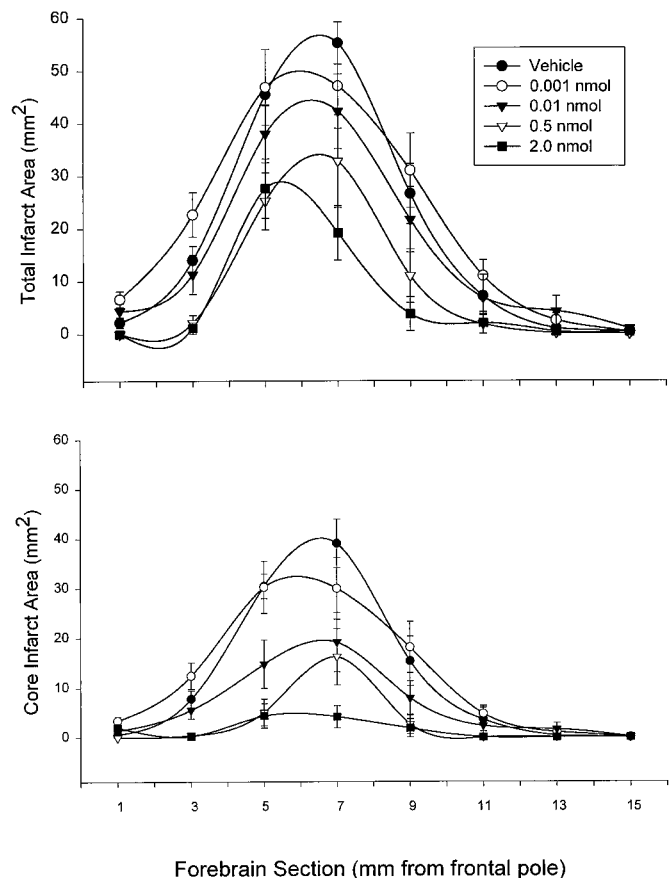 60
50
40
30
20
10
0
Total Infarct Area (mm2)
Vehicle
0.001 nmol
0.01 nmol
0.5 nmol
2.0 nmol
60
50
40
30
20
10
0
Core Infarct Area (mm2)
1 3 5 7 9 11 13 15
Forebrain Section (mm from frontal pole)